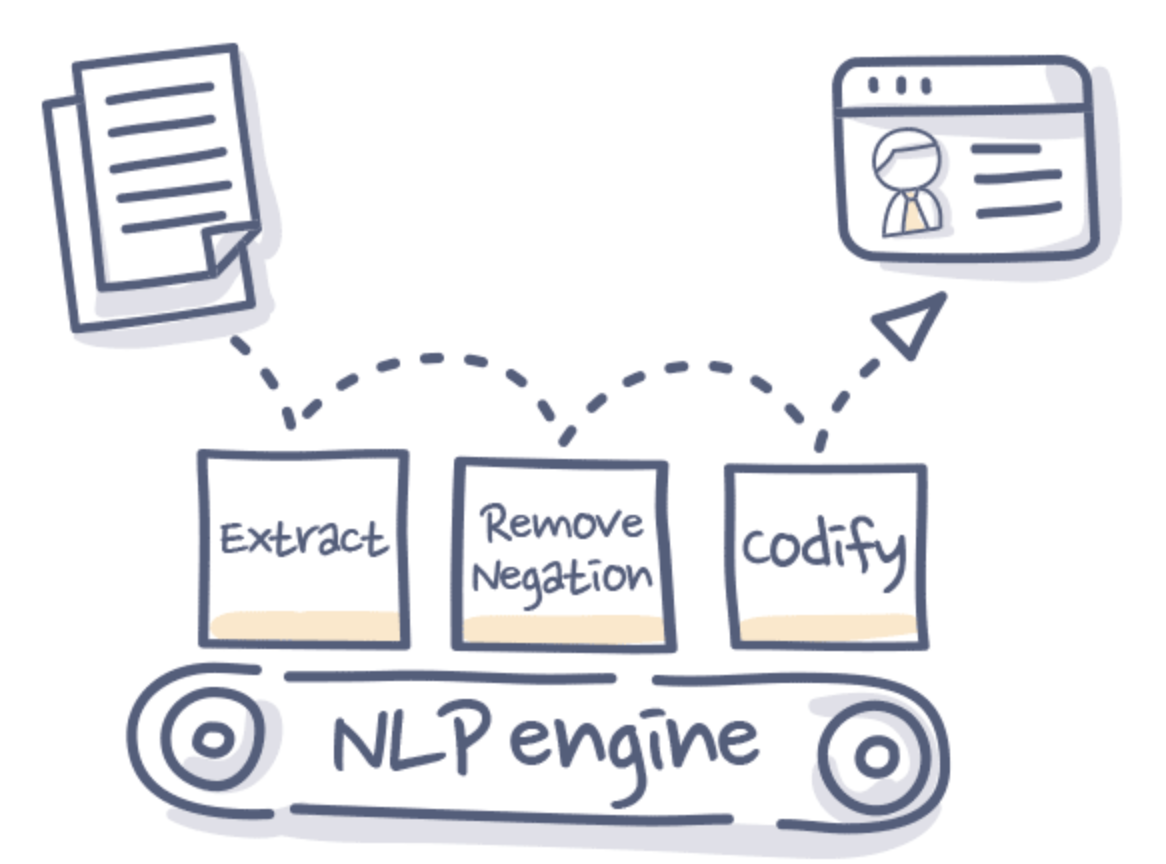 Extract
Remove
Negation
codify
NLP engine